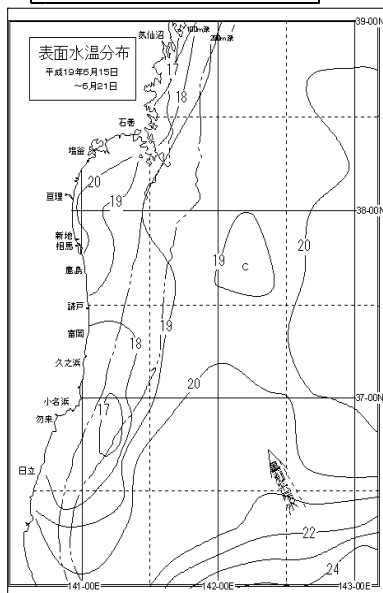 表面水温分布
平成19年6月15日
～6月21日
気仙沼
100m深
200m深
39-00N
17
18
石巻
塩釜
20
19
亘理
38-00N
新地
相馬
鹿島
19
C
20
請戸
富岡
19
18
久之浜
20
小名浜
勿来
17
37-00N
日立
22
24
141-00E
142-00E
143-00E